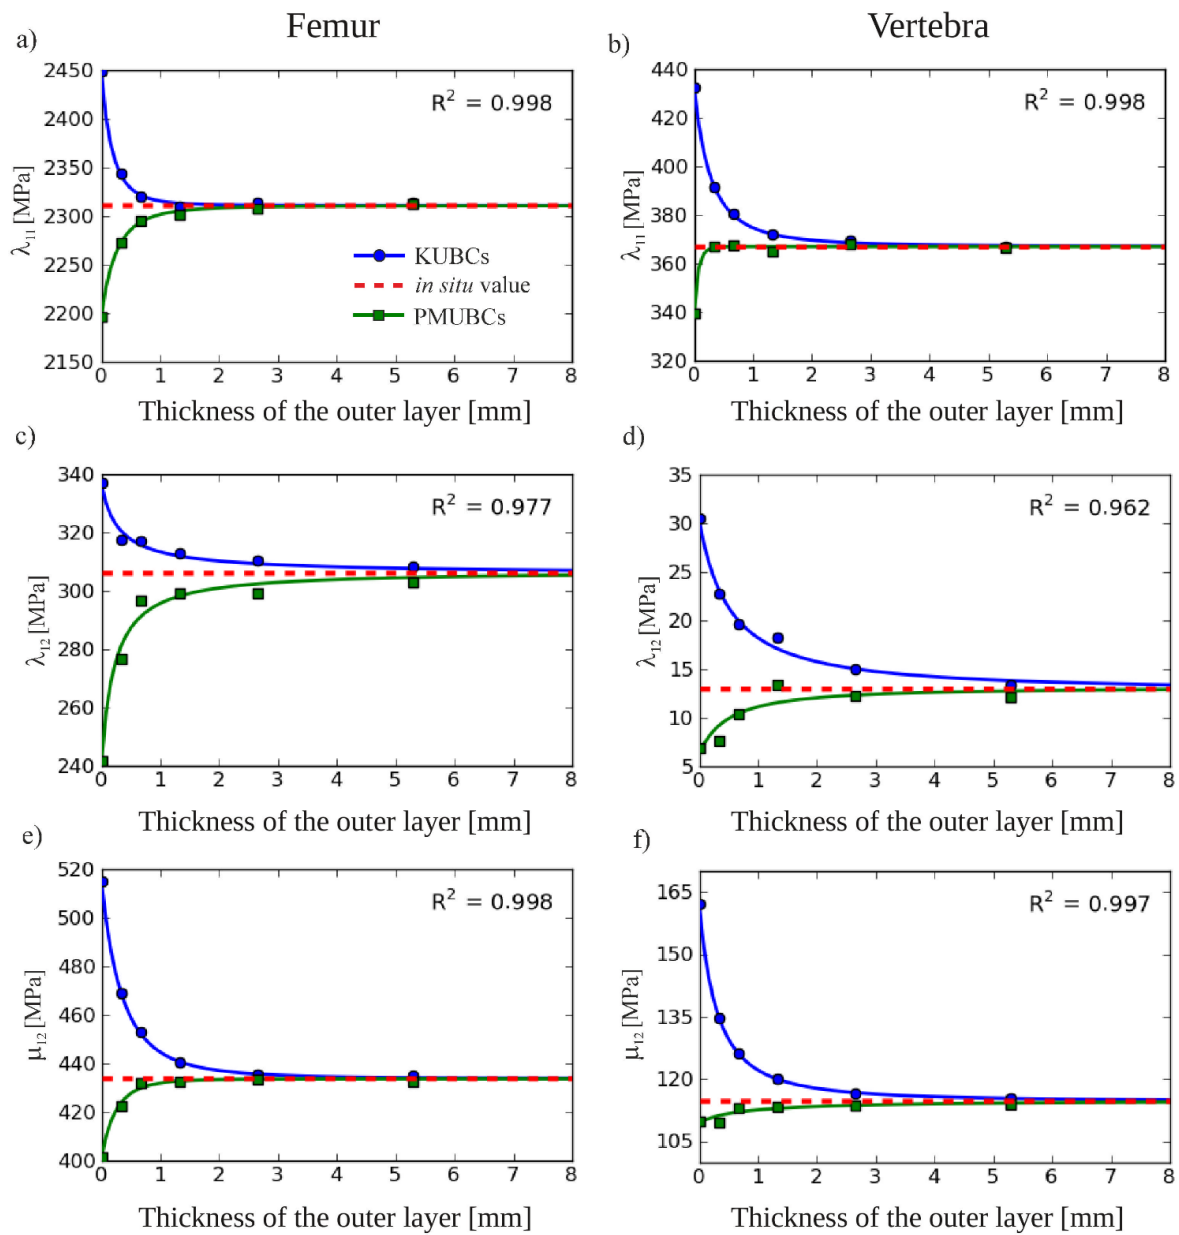 Femur
Vertebra
a)
2450
2400
2350
2300
2250
2200
2150
λ₁₁ [MPa]
R² = 0.998
KUBCs
in situ value
PMUBCs
0 1 2 3 4 5 6 7 8
Thickness of the outer layer [mm]
b)
440
420
400
380
360
340
320
λ₁₁ [MPa]
R² = 0.998
0 1 2 3 4 5 6 7 8
Thickness of the outer layer [mm]
c)
340
320
300
280
260
240
λ₁₂ [MPa]
R² = 0.977
0 1 2 3 4 5 6 7 8
Thickness of the outer layer [mm]
d)
35
30
25
20
15
10
5
λ₁₂ [MPa]
R² = 0.962
0 1 2 3 4 5 6 7 8
Thickness of the outer layer [mm]
e)
520
500
480
460
440
420
400
μ₁₂ [MPa]
R² = 0.998
0 1 2 3 4 5 6 7 8
Thickness of the outer layer [mm]
f)
165
150
135
120
105
μ₁₂ [MPa]
R² = 0.997
0 1 2 3 4 5 6 7 8
Thickness of the outer layer [mm]